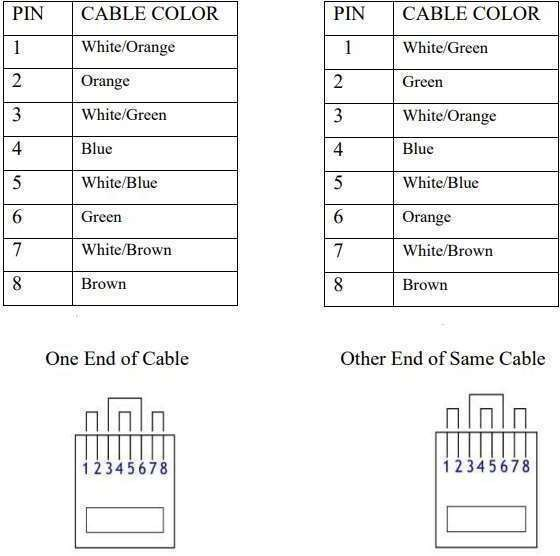 PIN CABLE COLOR
1 White/Orange
2 Orange
3 White/Green
4 Blue
5 White/Blue
6 Green
7 White/Brown
8 Brown
PIN CABLE COLOR
1 White/Green
2 Green
3 White/Orange
4 Blue
5 White/Blue
6 Orange
7 White/Brown
8 Brown
One End of Cable
Other End of Same Cable
12345678
12345678